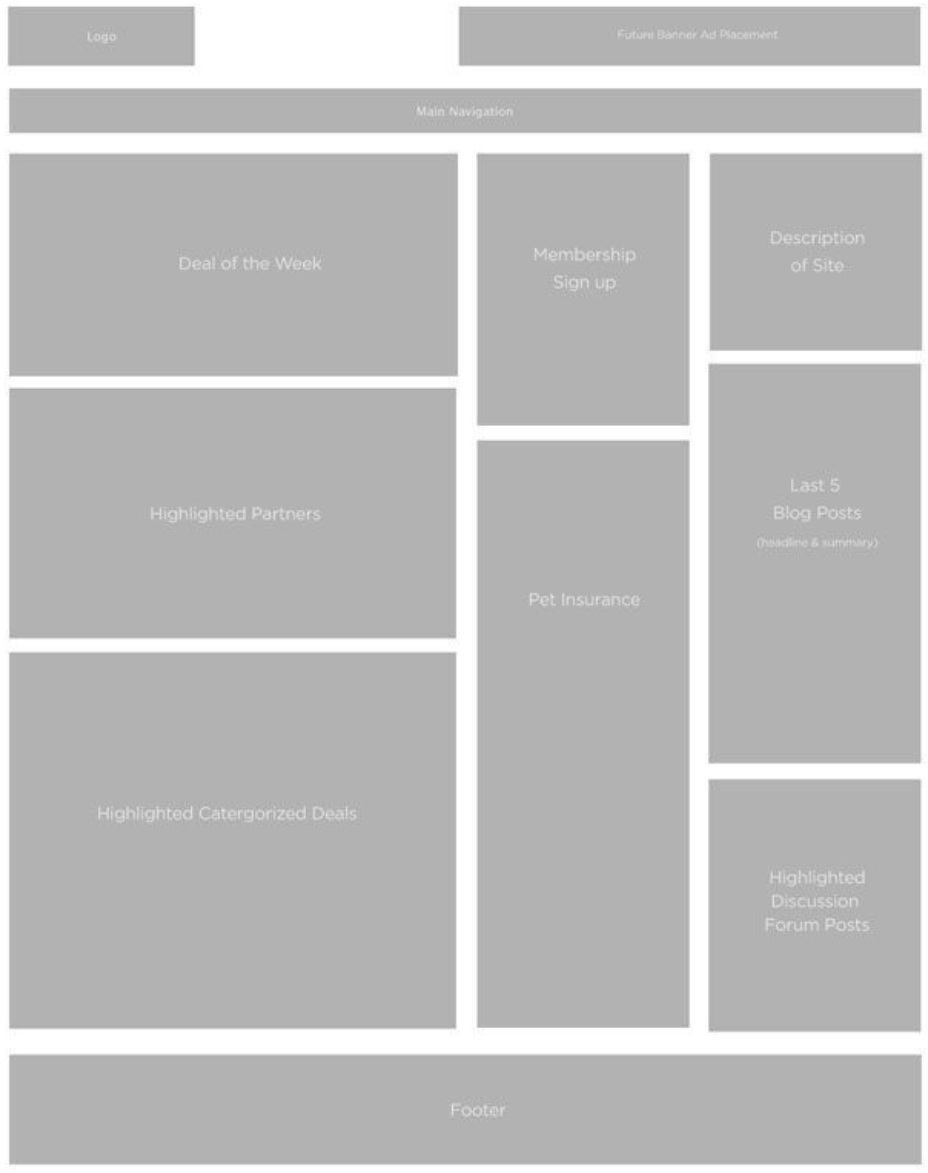 Logo
Future Banner Ad Placement
Main Navigation
Deal of the Week
Highlighted Partners
Highlighted Catergorized Deals
Membership
Sign up
Pet Insurance
Description
of Site
Last 5
Blog Posts
(headline & summary)
Highlighted
Discussion
Forum Posts
Footer